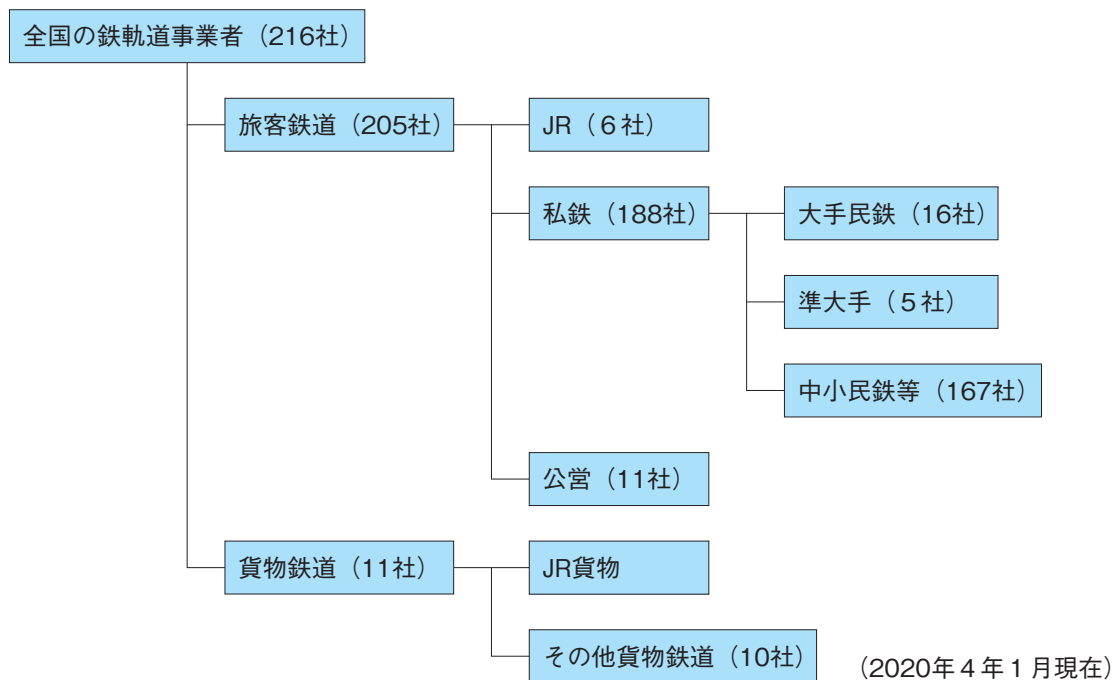 全国の鉄軌道事業者（216社）
旅客鉄道（205社）
JR（６社）
私鉄（188社）
大手民鉄（16社）
準大手（５社）
中小民鉄等（167社）
公営（11社）
貨物鉄道（11社）
JR貨物
その他貨物鉄道（10社）
（2020年４年１月現在）